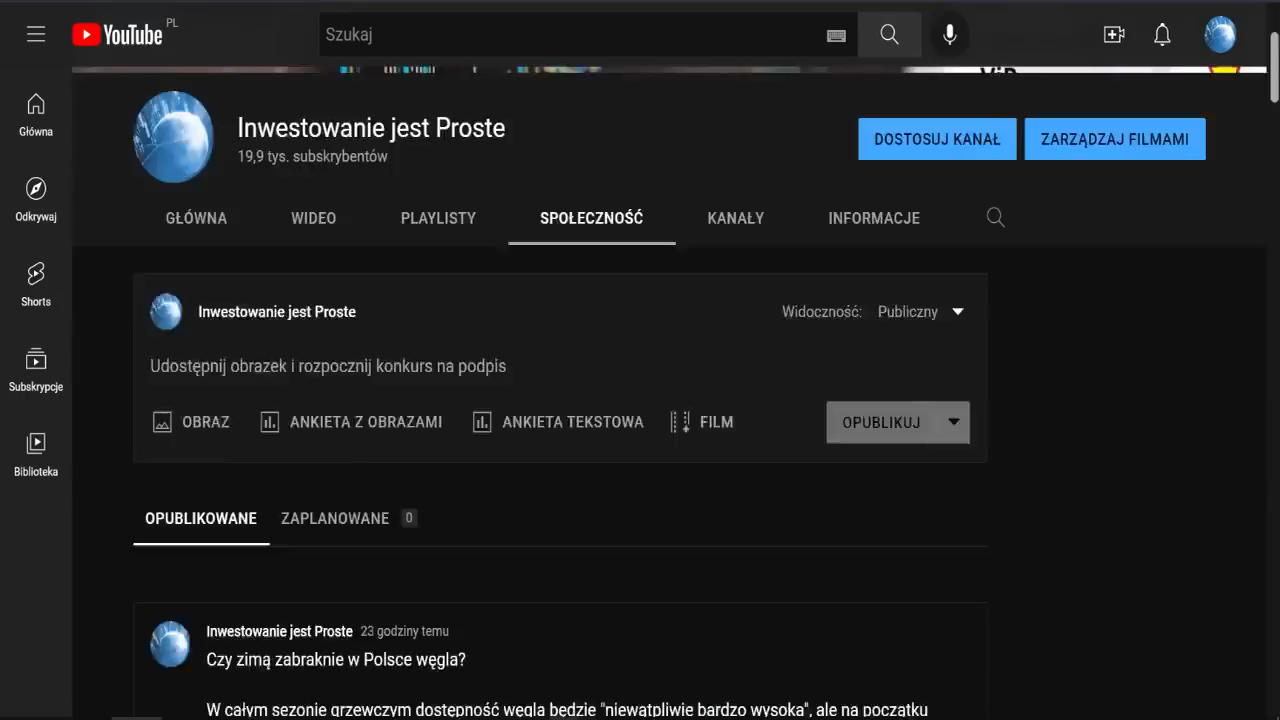 YouTube PL
Szukaj
Główna
Odkrywaj
Shorts
Subskrypcje
Biblioteka
Inwestowanie jest Proste
19,9 tys. subskrybentów
DOSTOSUJ KANAŁ
ZARZĄDZAJ FILMAMI
GŁÓWNA WIDEO PLAYLISTY SPOŁECZNOŚĆ KANAŁY INFORMACJE
Inwestowanie jest Proste
Widoczność: Publiczny
Udostępnij obrazek i rozpocznij konkurs na podpis
OBRAZ ANKIETA Z OBRAZAMI ANKIETA TEKSTOWA FILM
OPUBLIKUJ
OPUBLIKOWANE ZAPLANOWANE 0
Inwestowanie jest Proste 23 godziny temu
Czy zimą zabraknie w Polsce węgla?
W całym sezonie grzewczym dostępność węgla będzie "niewątpliwie bardzo wysoka", ale na początku